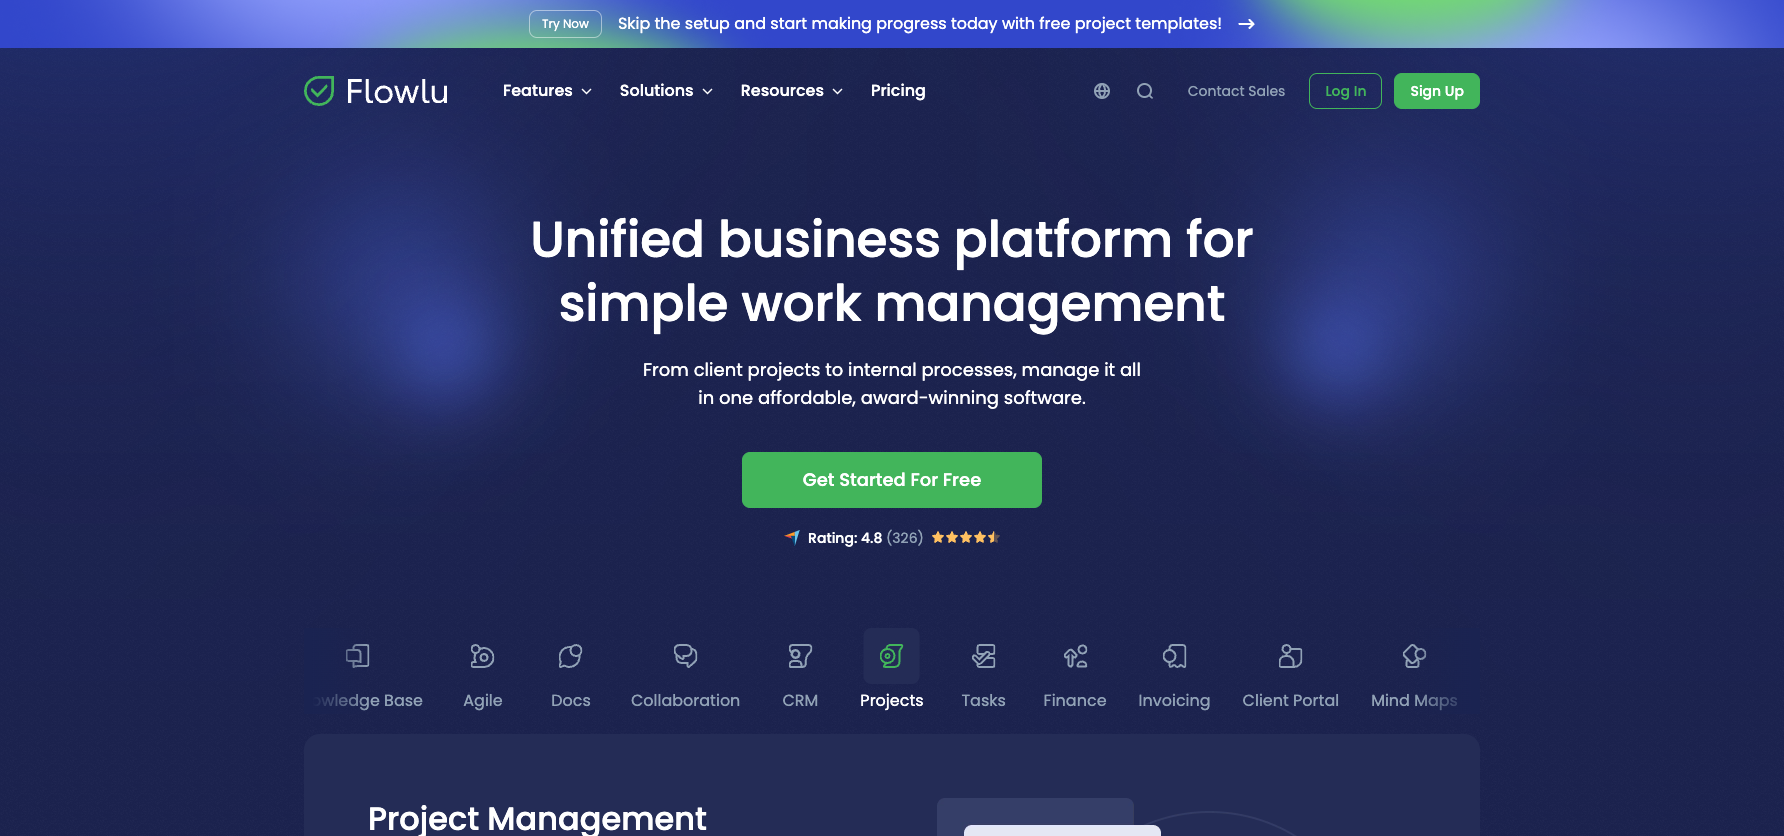 Try Now Skip the setup and start making progress today with free project templates! →
Flowlu Features Solutions Resources Pricing Contact Sales Log In Sign Up
Unified business platform for
simple work management
From client projects to internal processes, manage it all
in one affordable, award-winning software.
Get Started For Free
Rating: 4.8 (326)
owledge Base Agile Docs Collaboration CRM Projects Tasks Finance Invoicing Client Portal Mind Maps
Project Management